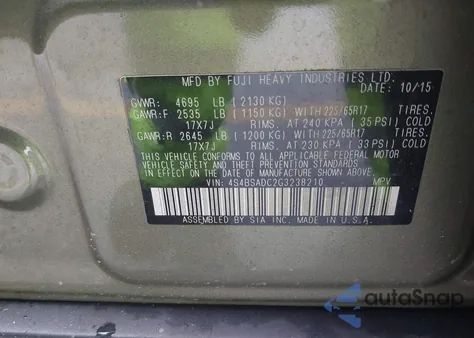 MFD BY FUJI HEAVY INDUSTRIES LTD.
DATE: 10/15
GVWR: 4695 LB ( 2130 KG)
GAWR:F 2535 LB ( 1150 KG) WITH 225/65R17 TIRES.
17X7J RIMS. AT 240 KPA ( 35 PSI) COLD
GAWR:R 2645 LB ( 1200 KG) WITH 225/65R17 TIRES.
17X7J RIMS. AT 230 KPA ( 33 PSI) COLD
THIS VEHICLE CONFORMS TO ALL APPLICABLE FEDERAL MOTOR
VEHICLE SAFETY AND THEFT PREVENTION STANDARDS
IN EFFECT ON THE DATE OF MANUFACTURE SHOWN ABOVE.
VIN: 4S4BSADC2G3238210 MPV
ASSEMBLED BY SIA INC. MADE IN U.S.A.
autoSnap